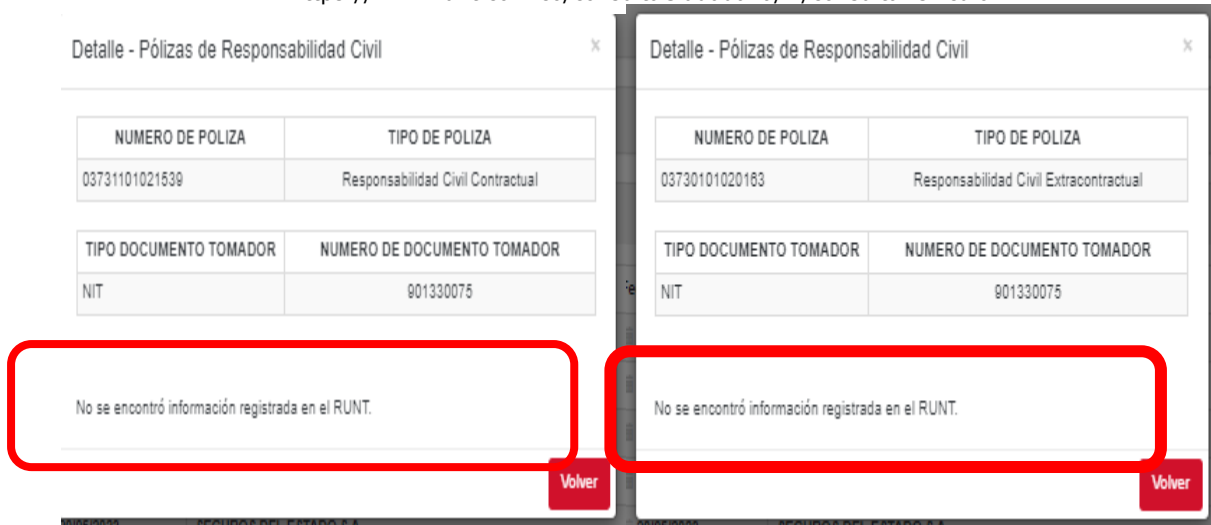 Detalle - Pólizas de Responsabilidad Civil
×
NUMERO DE POLIZA TIPO DE POLIZA
03731101021539 Responsabilidad Civil Contractual
TIPO DOCUMENTO TOMADOR NUMERO DE DOCUMENTO TOMADOR
NIT 901330075
No se encontró información registrada en el RUNT.
Volver
Detalle - Pólizas de Responsabilidad Civil
×
NUMERO DE POLIZA TIPO DE POLIZA
03730101020163 Responsabilidad Civil Extracontractual
TIPO DOCUMENTO TOMADOR NUMERO DE DOCUMENTO TOMADOR
NIT 901330075
No se encontró información registrada en el RUNT.
Volver